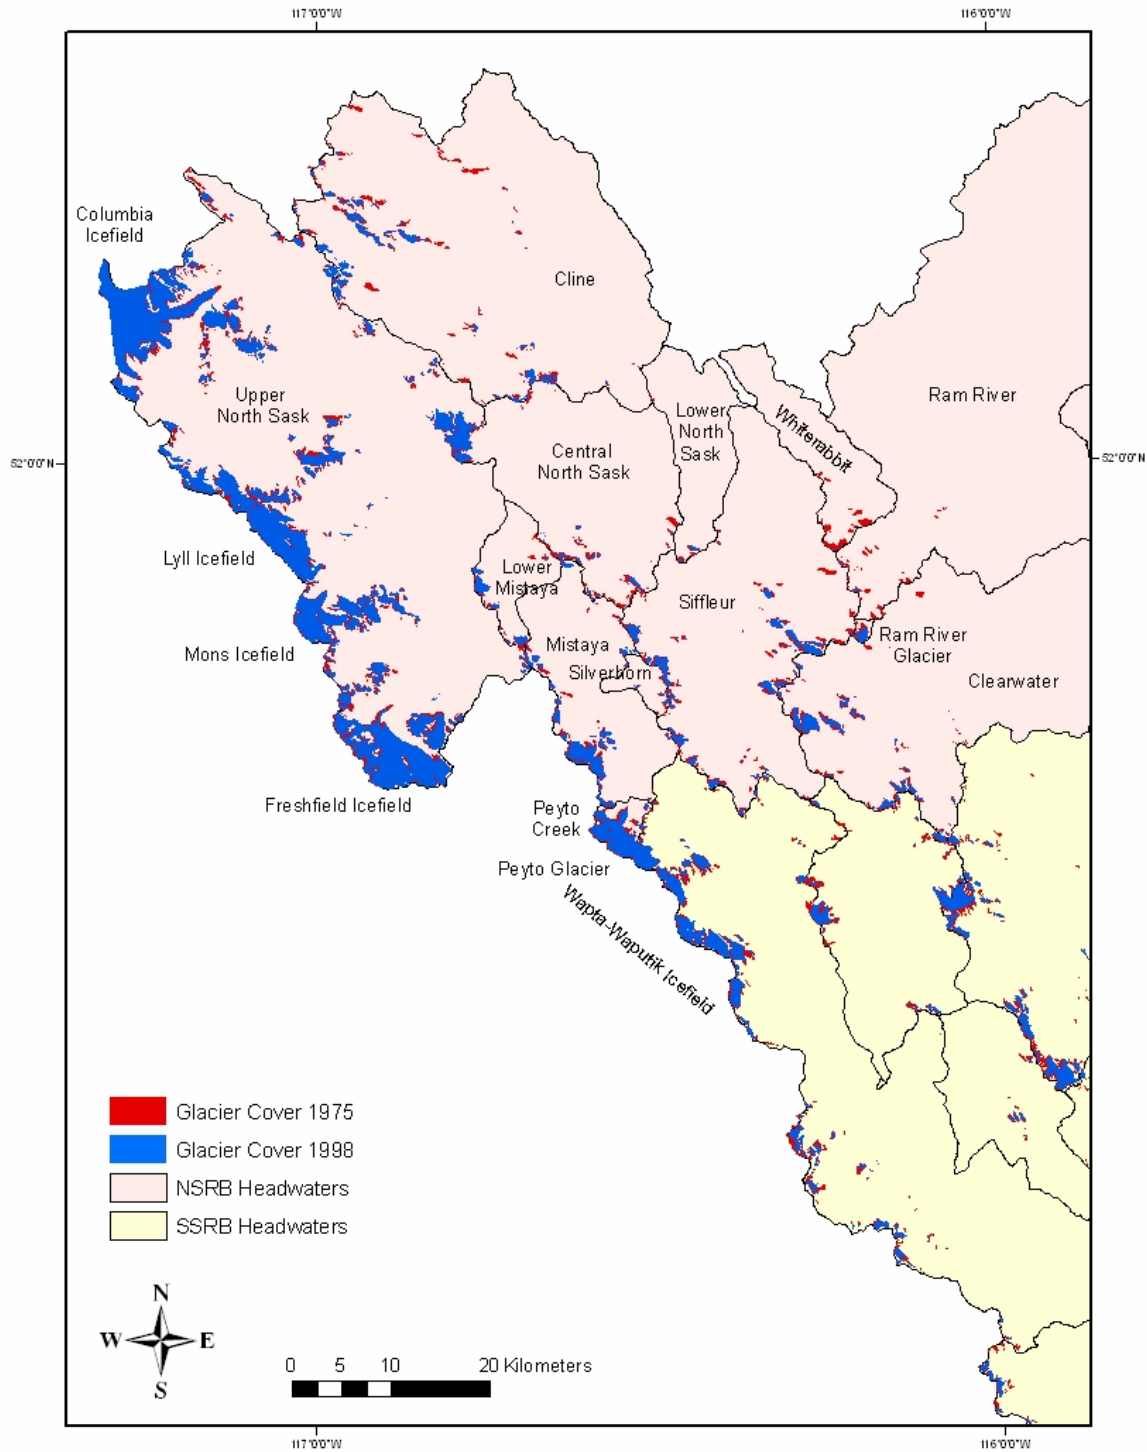 117°0'0"W
116°0'0"W
Columbia
Icefield
Cline
Upper
North Sask
Ram River
Lower
North
Sask
Whiterabbit
Central
North Sask
52°0'0"N
52°0'0"N
Lyll Icefield
Lower
Mistaya
Siffleur
Mons Icefield
Mistaya
Silverhorn
Ram River
Glacier
Clearwater
Freshfield Icefield
Peyto
Creek
Peyto Glacier
Wapta-Waputik Icefield
Glacier Cover 1975
Glacier Cover 1998
NSRB Headwaters
SSRB Headwaters
N
W
E
S
0 5 10 20 Kilometers
117°0'0"W
116°0'0"W